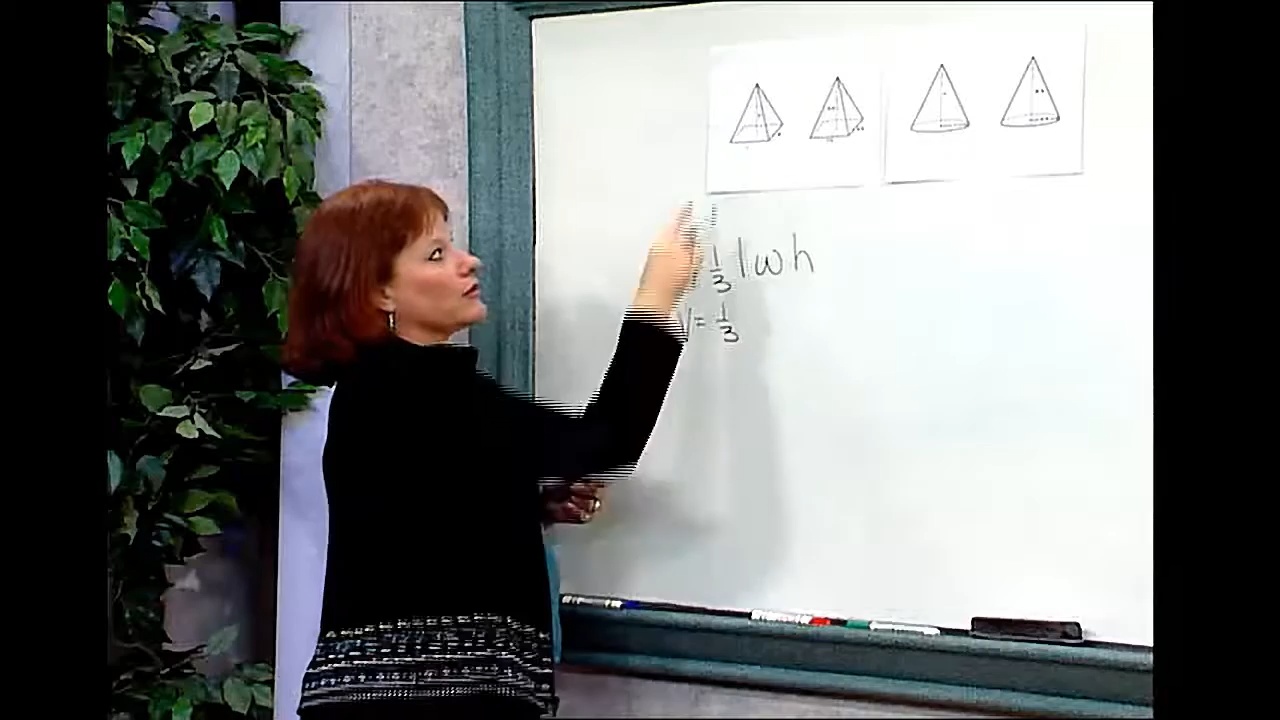 1/3 lwh
V = 1/3